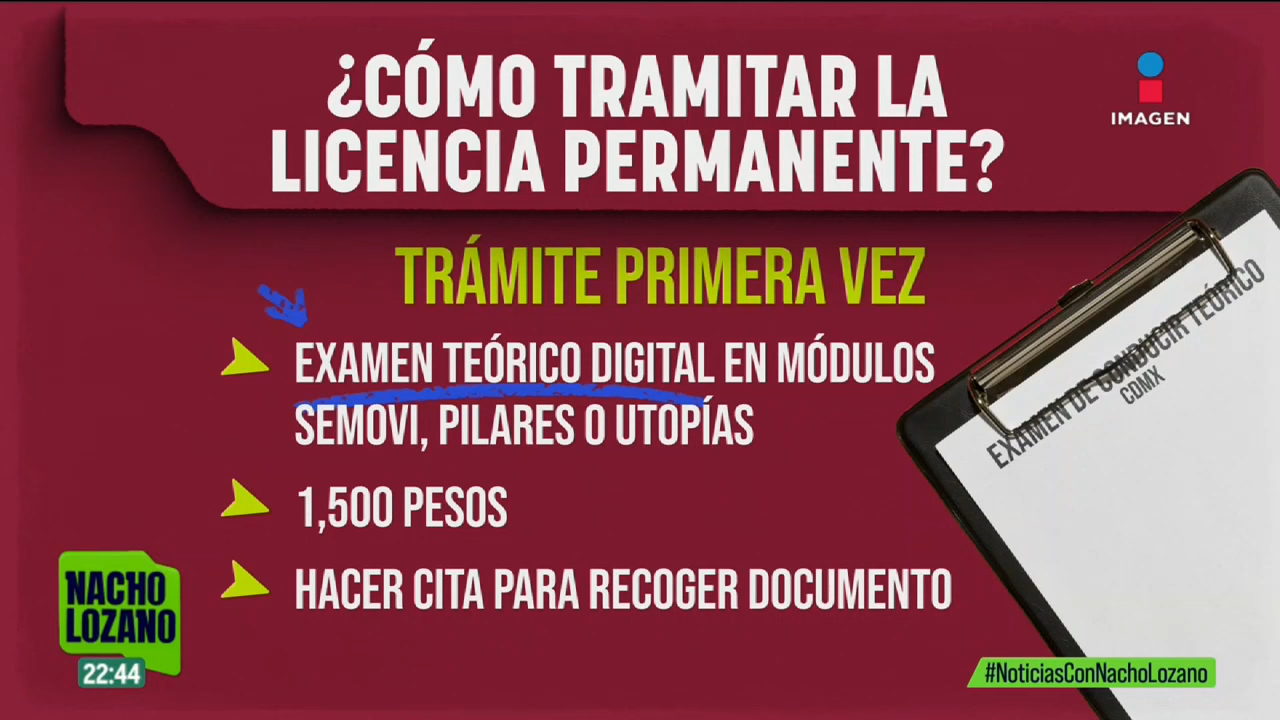 ¿CÓMO TRAMITAR LA
LICENCIA PERMANENTE?
IMAGEN
TRÁMITE PRIMERA VEZ
EXAMEN TEÓRICO DIGITAL EN MÓDULOS
SEMOVI, PILARES O UTOPÍAS
1,500 PESOS
HACER CITA PARA RECOGER DOCUMENTO
EXAMEN DE CONDUCIR TEÓRICO
CDMX
NACHO
LOZANO
22:44
#NoticiasConNachoLozano